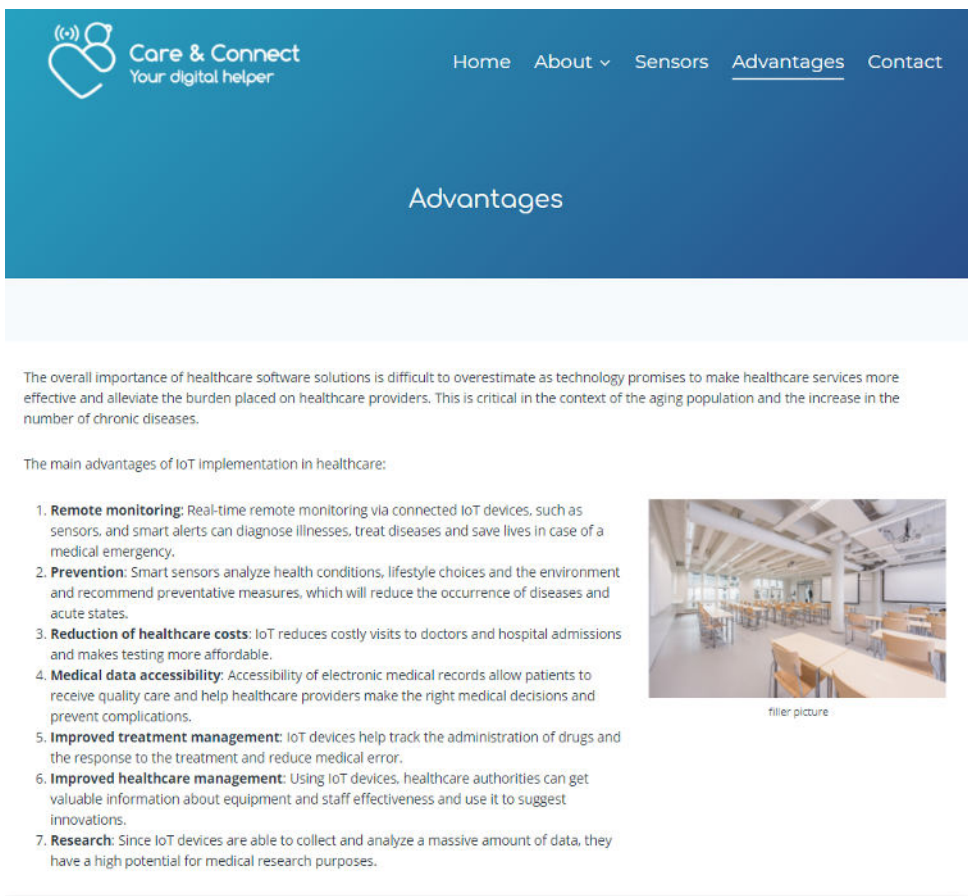 Care & Connect
Your digital helper
Home About Sensors Advantages Contact
Advantages
The overall importance of healthcare software solutions is difficult to overestimate as technology promises to make healthcare services more
effective and alleviate the burden placed on healthcare providers. This is critical in the context of the aging population and the increase in the
number of chronic diseases.
The main advantages of IoT implementation in healthcare:
1. Remote monitoring: Real-time remote monitoring via connected IoT devices, such as
sensors, and smart alerts can diagnose illnesses, treat diseases and save lives in case of a
medical emergency.
2. Prevention: Smart sensors analyze health conditions, lifestyle choices and the environment
and recommend preventative measures, which will reduce the occurrence of diseases and
acute states.
3. Reduction of healthcare costs: IoT reduces costly visits to doctors and hospital admissions
and makes testing more affordable.
4. Medical data accessibility: Accessibility of electronic medical records allow patients to
receive quality care and help healthcare providers make the right medical decisions and
prevent complications.
5. Improved treatment management: IoT devices help track the administration of drugs and
the response to the treatment and reduce medical error.
6. Improved healthcare management: Using IoT devices, healthcare authorities can get
valuable information about equipment and staff effectiveness and use it to suggest
innovations.
7. Research: Since IoT devices are able to collect and analyze a massive amount of data, they
have a high potential for medical research purposes.
filler picture